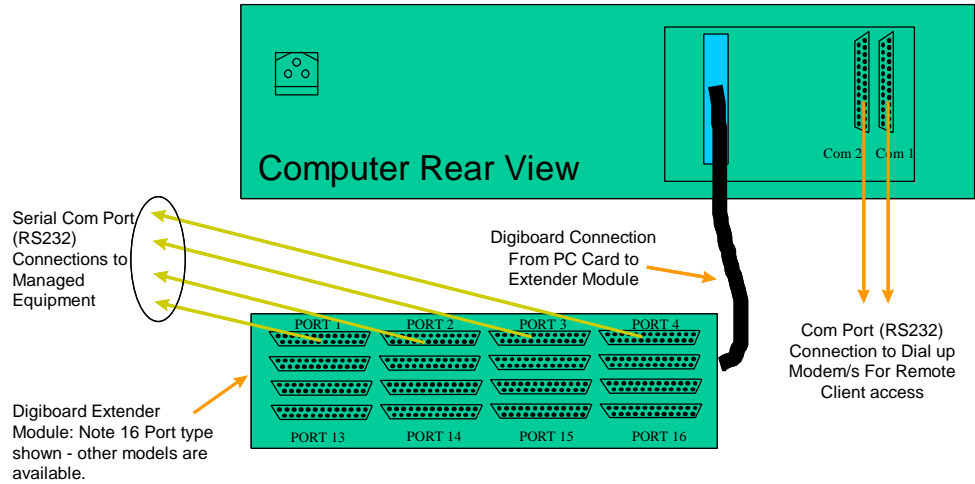 Com 2
Com 1
Computer Rear View
Serial Com Port
(RS232)
Connections to
Managed
Equipment
Digiboard Connection
From PC Card to
Extender Module
PORT 1
PORT 2
PORT 3
PORT 4
Com Port (RS232)
Connection to Dial up
Modem/s For Remote
Client access
Digiboard Extender
Module: Note 16 Port type
shown - other models are
available.
PORT 13
PORT 14
PORT 15
PORT 16